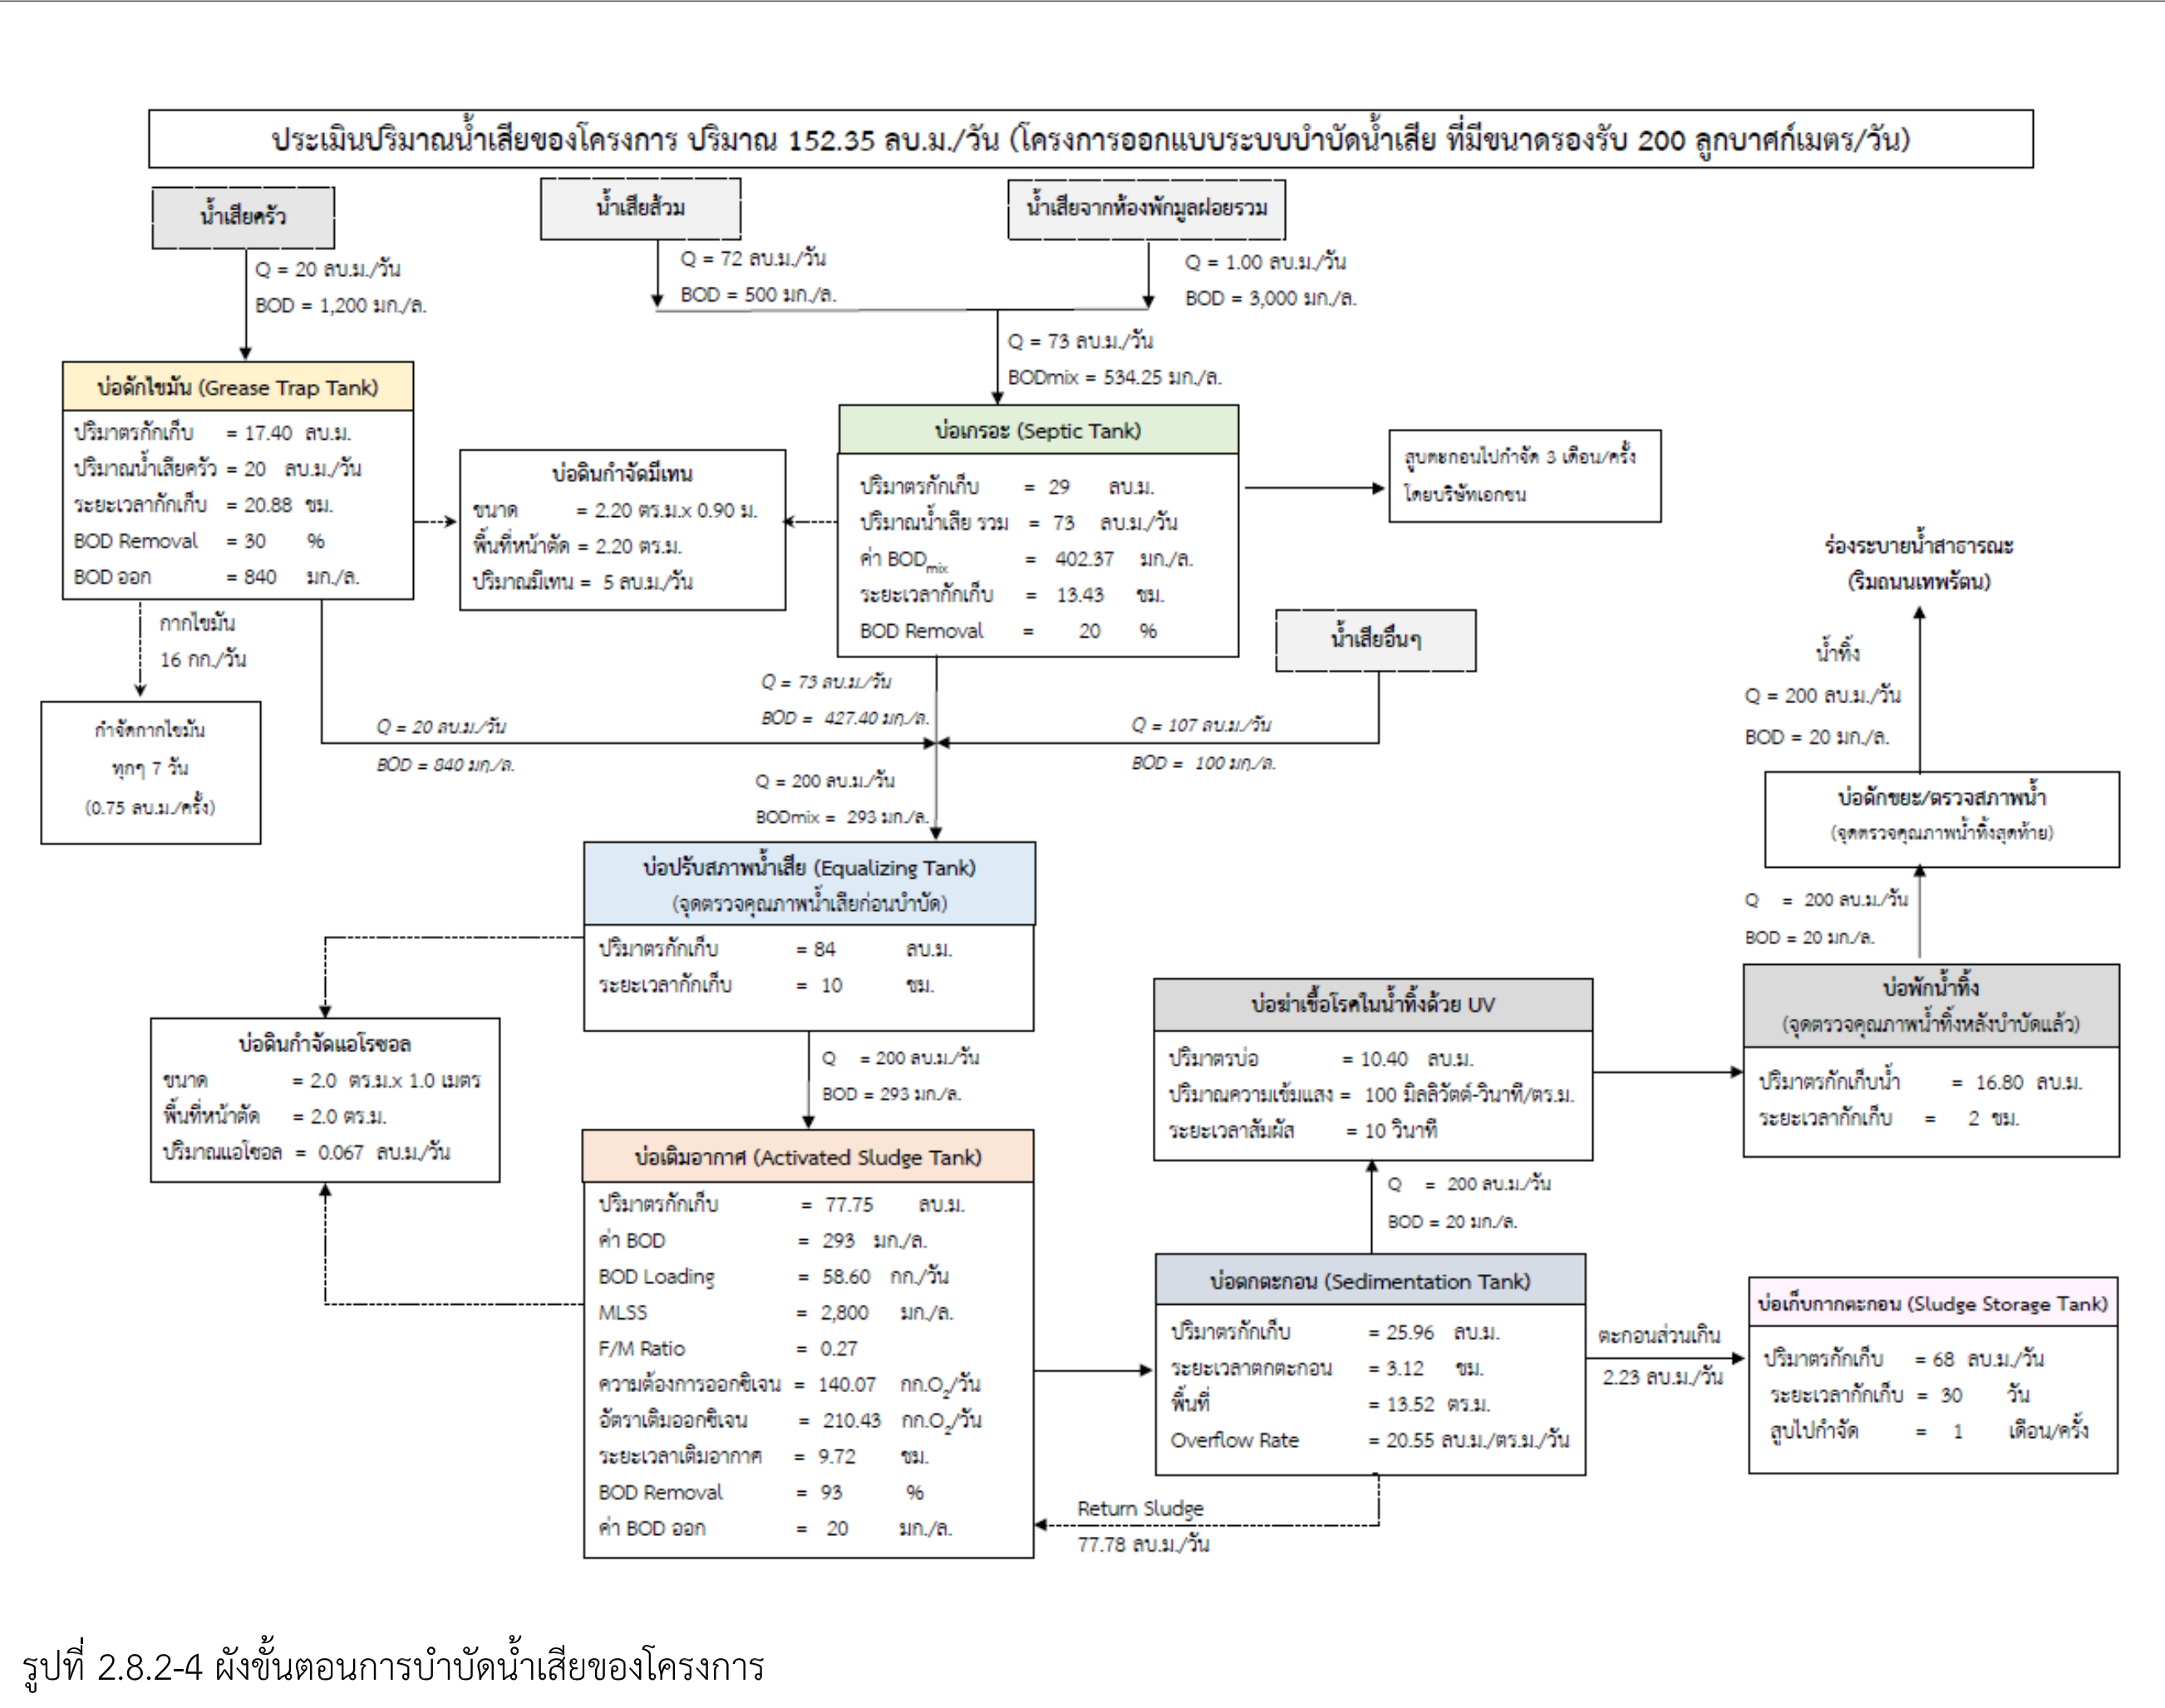 ประเมินปริมาณน้ำเสียของโครงการ ปริมาณ 152.35 ลบ.ม./วัน (โครงการออกแบบระบบบำบัดน้ำเสีย ที่มีขนาดรองรับ 200 ลูกบาศก์เมตร/วัน)
น้ำเสียครัว
Q = 20 ลบ.ม./วัน
BOD = 1,200 มก./ล.
น้ำเสียส้วม
Q = 72 ลบ.ม./วัน
BOD = 500 มก./ล.
น้ำเสียจากห้องพักมูลฝอยรวม
Q = 1.00 ลบ.ม./วัน
BOD = 3,000 มก./ล.
Q = 73 ลบ.ม./วัน
BODmix = 534.25 มก./ล.
บ่อดักไขมัน (Grease Trap Tank)
ปริมาตรกักเก็บ = 17.40 ลบ.ม.
ปริมาณน้ำเสียครัว = 20 ลบ.ม./วัน
ระยะเวลากักเก็บ = 20.88 ชม.
BOD Removal = 30 %
BOD ออก = 840 มก./ล.
กากไขมัน
16 กก./วัน
กำจัดกากไขมัน
ทุกๆ 7 วัน
(0.75 ลบ.ม./ครั้ง)
บ่อดินกำจัดมีเทน
ขนาด = 2.20 ตร.ม.x 0.90 ม.
พื้นที่หน้าตัด = 2.20 ตร.ม.
ปริมาณมีเทน = 5 ลบ.ม./วัน
บ่อเกรอะ (Septic Tank)
ปริมาตรกักเก็บ = 29 ลบ.ม.
ปริมาณน้ำเสีย รวม = 73 ลบ.ม./วัน
ค่า BODmix = 402.37 มก./ล.
ระยะเวลากักเก็บ = 13.43 ชม.
BOD Removal = 20 %
สูบตะกอนไปกำจัด 3 เดือน/ครั้ง
โดยบริษัทเอกชน
น้ำเสียอื่นๆ
Q = 73 ลบ.ม./วัน
BOD = 427.40 มก./ล.
Q = 20 ลบ.ม./วัน
BOD = 840 มก./ล.
Q = 107 ลบ.ม./วัน
BOD = 100 มก./ล.
Q = 200 ลบ.ม./วัน
BODmix = 293 มก./ล.
บ่อปรับสภาพน้ำเสีย (Equalizing Tank)
(จุดตรวจคุณภาพน้ำเสียก่อนบำบัด)
ปริมาตรกักเก็บ = 84 ลบ.ม.
ระยะเวลากักเก็บ = 10 ชม.
บ่อดินกำจัดแอโรซอล
ขนาด = 2.0 ตร.ม.x 1.0 เมตร
พื้นที่หน้าตัด = 2.0 ตร.ม.
ปริมาณแอโซอล = 0.067 ลบ.ม./วัน
Q = 200 ลบ.ม./วัน
BOD = 293 มก./ล.
บ่อเติมอากาศ (Activated Sludge Tank)
ปริมาตรกักเก็บ = 77.75 ลบ.ม.
ค่า BOD = 293 มก./ล.
BOD Loading = 58.60 กก./วัน
MLSS = 2,800 มก./ล.
F/M Ratio = 0.27
ความต้องการออกซิเจน = 140.07 กก.O2/วัน
อัตราเติมออกซิเจน = 210.43 กก.O2/วัน
ระยะเวลาเติมอากาศ = 9.72 ชม.
BOD Removal = 93 %
ค่า BOD ออก = 20 มก./ล.
Return Sludge
77.78 ลบ.ม./วัน
บ่อตกตะกอน (Sedimentation Tank)
ปริมาตรกักเก็บ = 25.96 ลบ.ม.
ระยะเวลาตกตะกอน = 3.12 ชม.
พื้นที่ = 13.52 ตร.ม.
Overflow Rate = 20.55 ลบ.ม./ตร.ม./วัน
ตะกอนส่วนเกิน
2.23 ลบ.ม./วัน
บ่อเก็บกากตะกอน (Sludge Storage Tank)
ปริมาตรกักเก็บ = 68 ลบ.ม./วัน
ระยะเวลากักเก็บ = 30 วัน
สูบไปกำจัด = 1 เดือน/ครั้ง
Q = 200 ลบ.ม./วัน
BOD = 20 มก./ล.
บ่อฆ่าเชื้อโรคในน้ำทิ้งด้วย UV
ปริมาตรบ่อ = 10.40 ลบ.ม.
ปริมาณความเข้มแสง = 100 มิลลิวัตต์-วินาที/ตร.ม.
ระยะเวลาสัมผัส = 10 วินาที
บ่อพักน้ำทิ้ง
(จุดตรวจคุณภาพน้ำทิ้งหลังบำบัดแล้ว)
ปริมาตรกักเก็บน้ำ = 16.80 ลบ.ม.
ระยะเวลากักเก็บ = 2 ชม.
Q = 200 ลบ.ม./วัน
BOD = 20 มก./ล.
บ่อดักขยะ/ตรวจสภาพน้ำ
(จุดตรวจคุณภาพน้ำทิ้งสุดท้าย)
น้ำทิ้ง
Q = 200 ลบ.ม./วัน
BOD = 20 มก./ล.
ร่องระบายน้ำสาธารณะ
(ริมถนนเทพรัตน)
รูปที่ 2.8.2-4 ผังขั้นตอนการบำบัดน้ำเสียของโครงการ